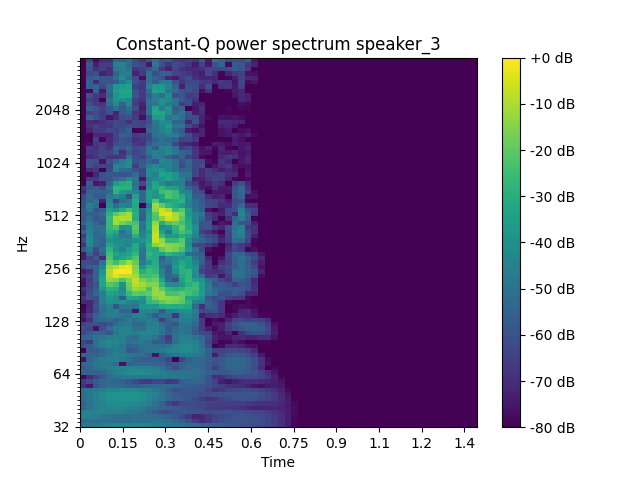 Constant-Q power spectrum speaker_3
Hz
2048
1024
512
256
128
64
32
0 0.15 0.3 0.45 0.6 0.75 0.9 1.1 1.2 1.4
Time
+0 dB
-10 dB
-20 dB
-30 dB
-40 dB
-50 dB
-60 dB
-70 dB
-80 dB